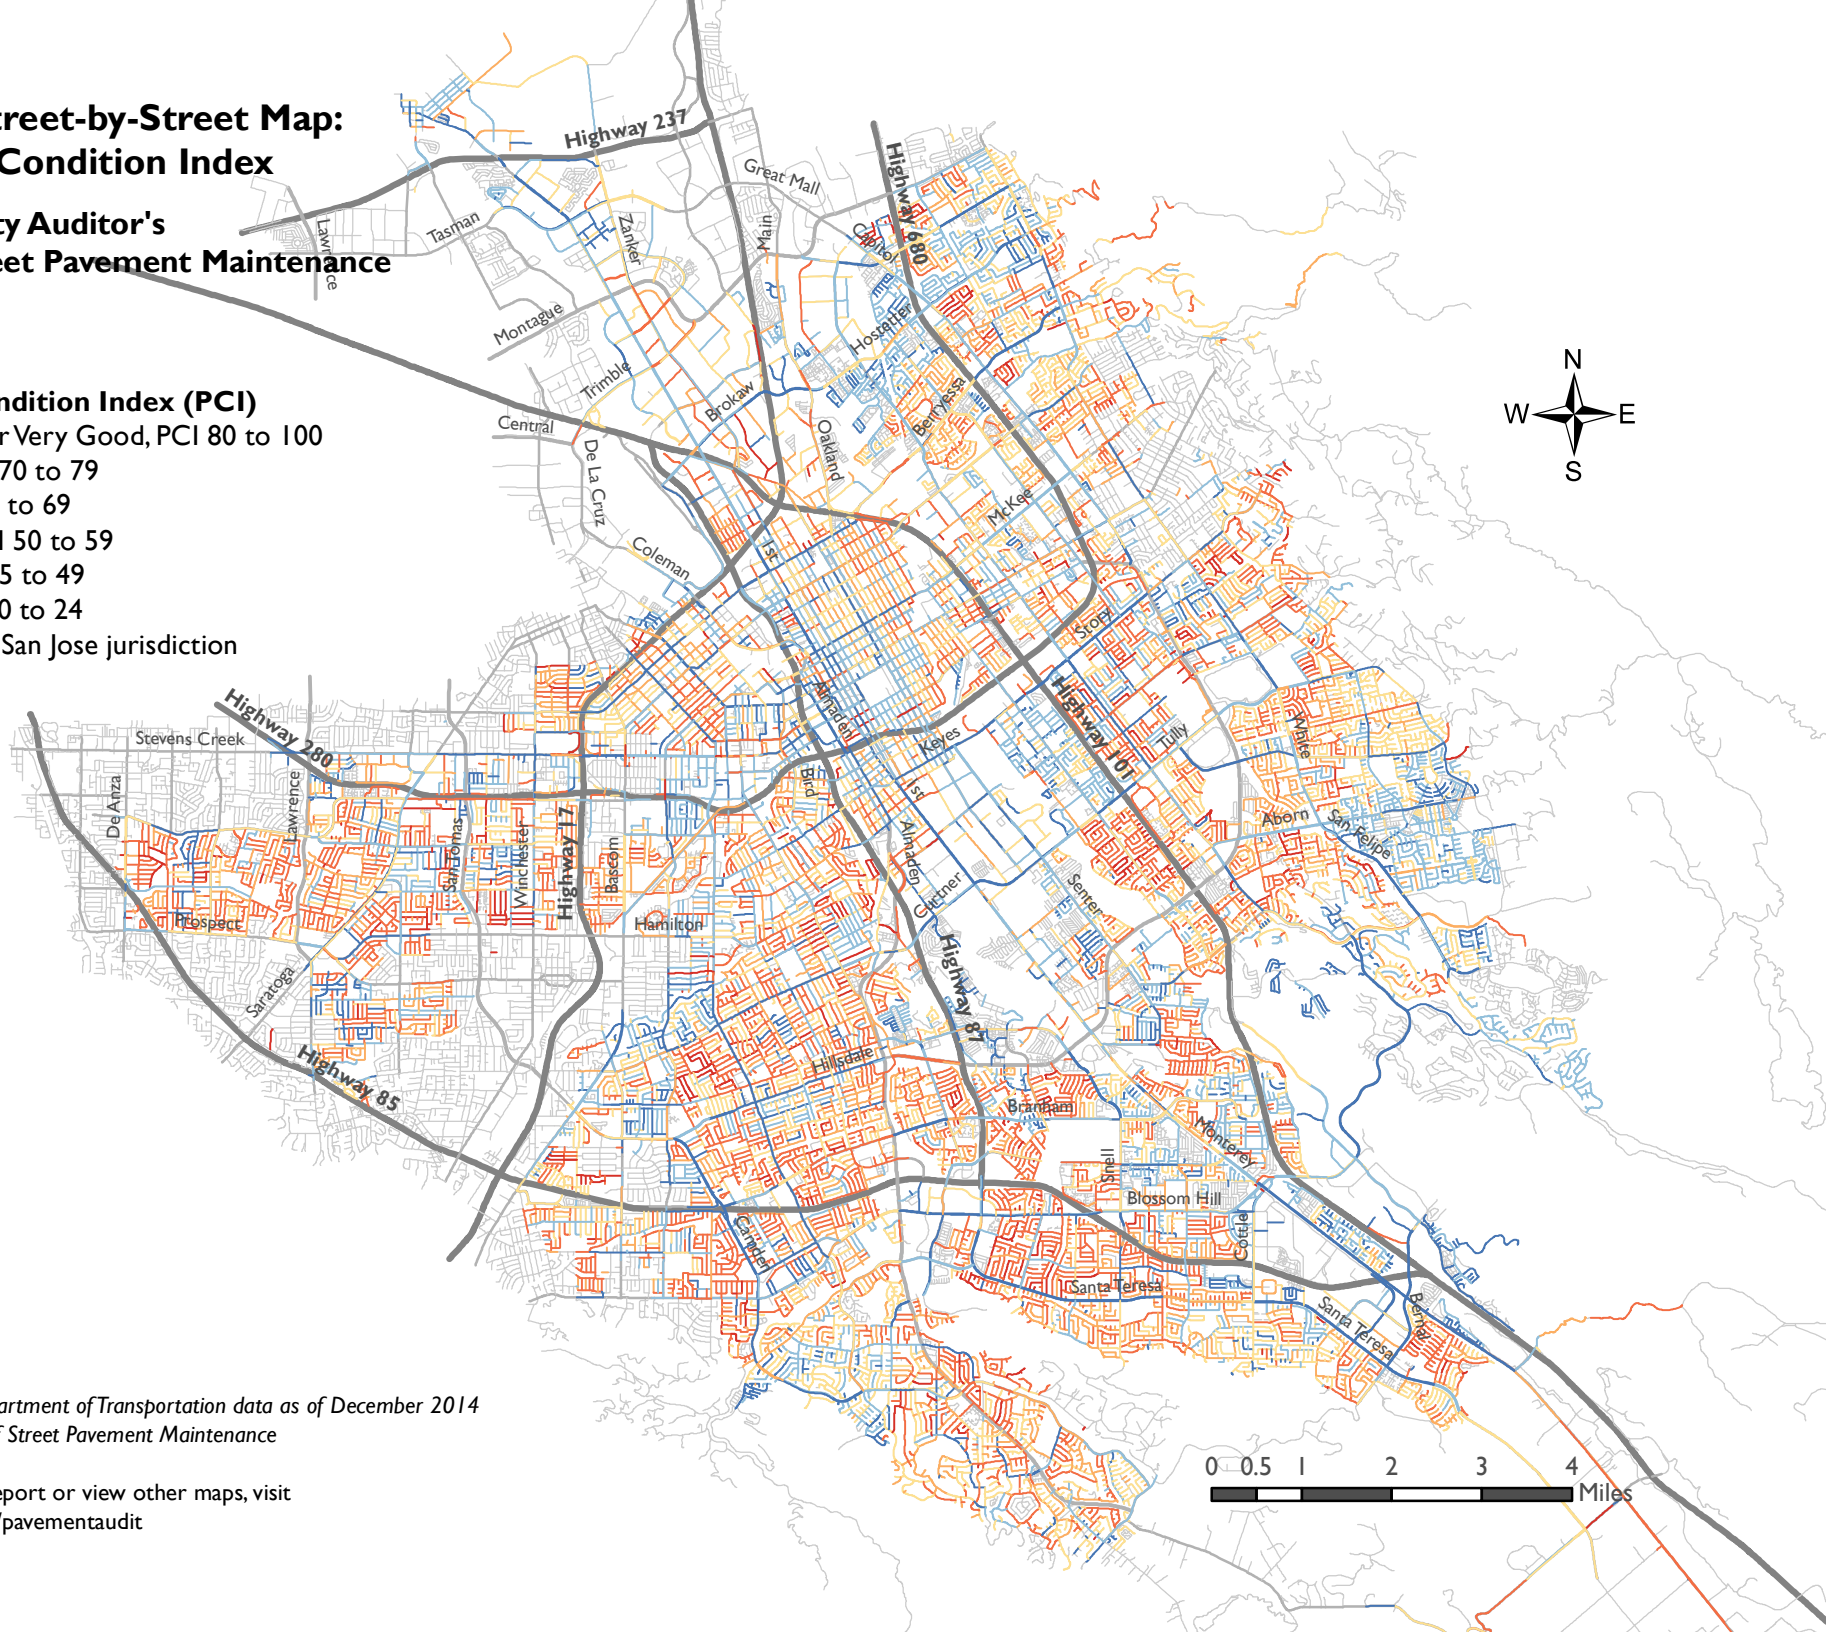 treet-by-Street Map:
Condition Index
ty Auditor's
eet Pavement Maintenance
ndition Index (PCI)
r Very Good, PCI 80 to 100
70 to 79
to 69
I 50 to 59
5 to 49
0 to 24
San Jose jurisdiction
Highway 237
Great Mall
Highway 680
Lawrence
Tasman
Zanker
Main
Capitol
Montague
Hostetter
Trimble
Brokaw
Berryessa
Central
De La Cruz
Oakland
McKee
Coleman
1st
Story
N
W
E
S
Highway 280
Stevens Creek
Almaden
Keyes
Highway 101
Tully
White
De Anza
Lawrence
Bird
1st
San Tomas
Winchester
Highway 17
Bascom
Almaden
Aborn
San Felipe
Curtner
Senter
Prospect
Hamilton
Saratoga
Highway 87
Highway 85
Hillsdale
Branham
Monterey
Snell
Blossom Hill
Camden
Cottle
Santa Teresa
Santa Teresa
Bernal
artment of Transportation data as of December 2014
f Street Pavement Maintenance
eport or view other maps, visit
/pavementaudit
0 0.5 1 2 3 4
Miles